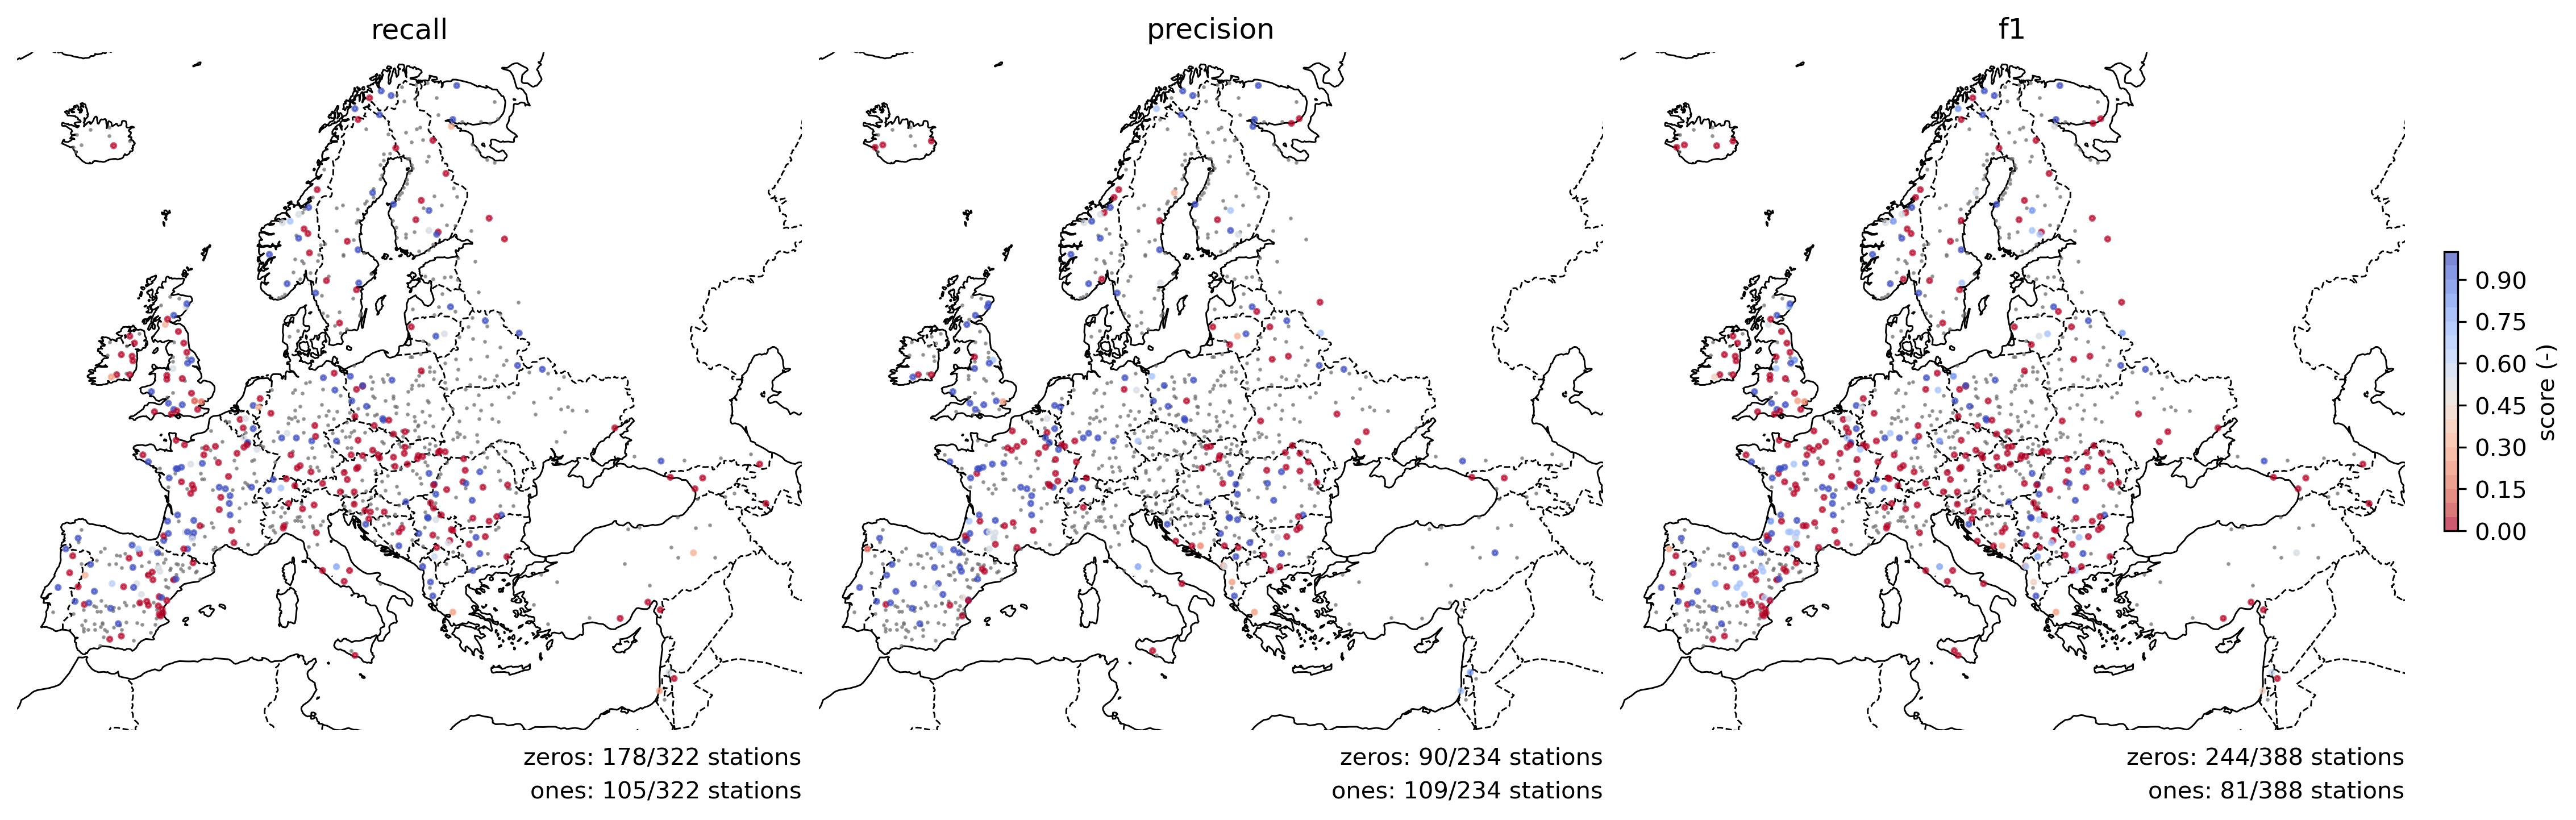 recall
precision
f1
0.90
0.75
0.60
0.45
0.30
0.15
0.00
score (-)
zeros: 178/322 stations
ones: 105/322 stations
zeros: 90/234 stations
ones: 109/234 stations
zeros: 244/388 stations
ones: 81/388 stations